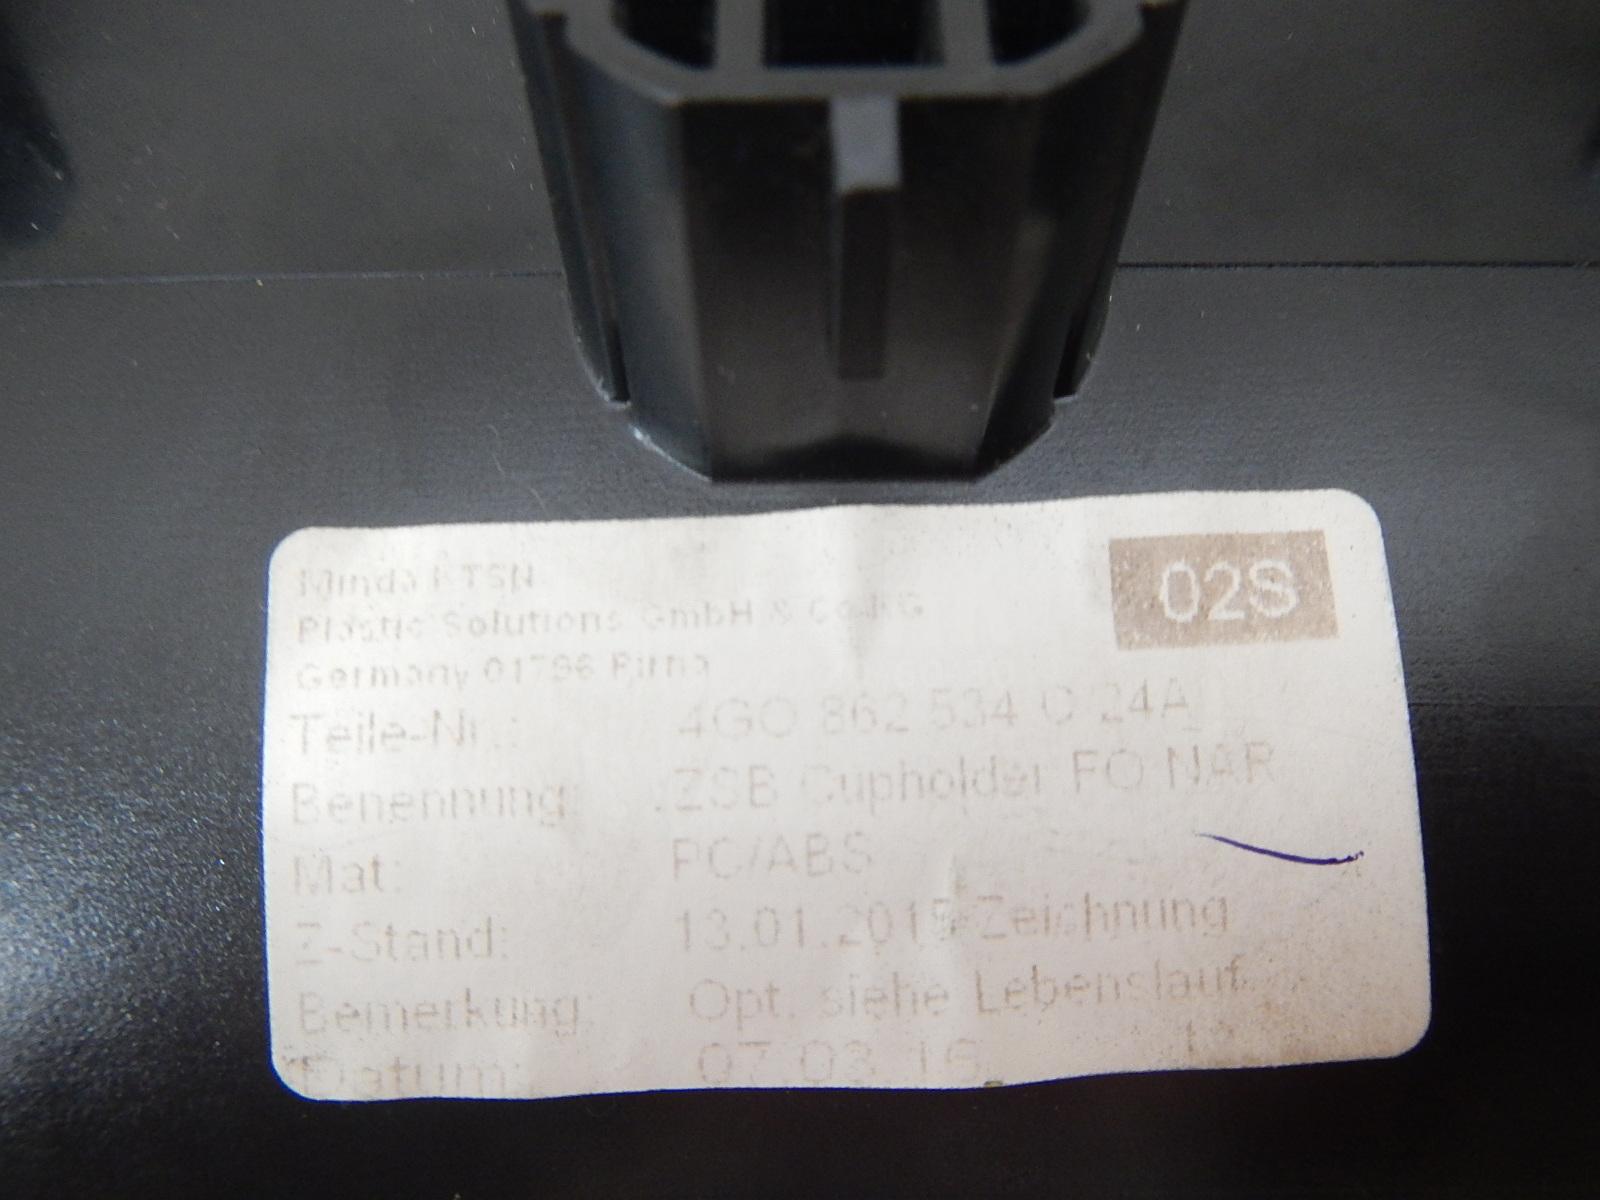 Minda KTSN
Plastic Solutions GmbH & Co.KG
Germany 01796 Pirna
02S
Teile-Nr.: 4GO 862 534 C 24A
Benennung: ZSB Cupholder FO NAR
Mat: PC/ABS
Z-Stand: 13.01.2015 Zeichnung
Bemerkung: Opt. siehe Lebenslauf
Datum: 07.03.16